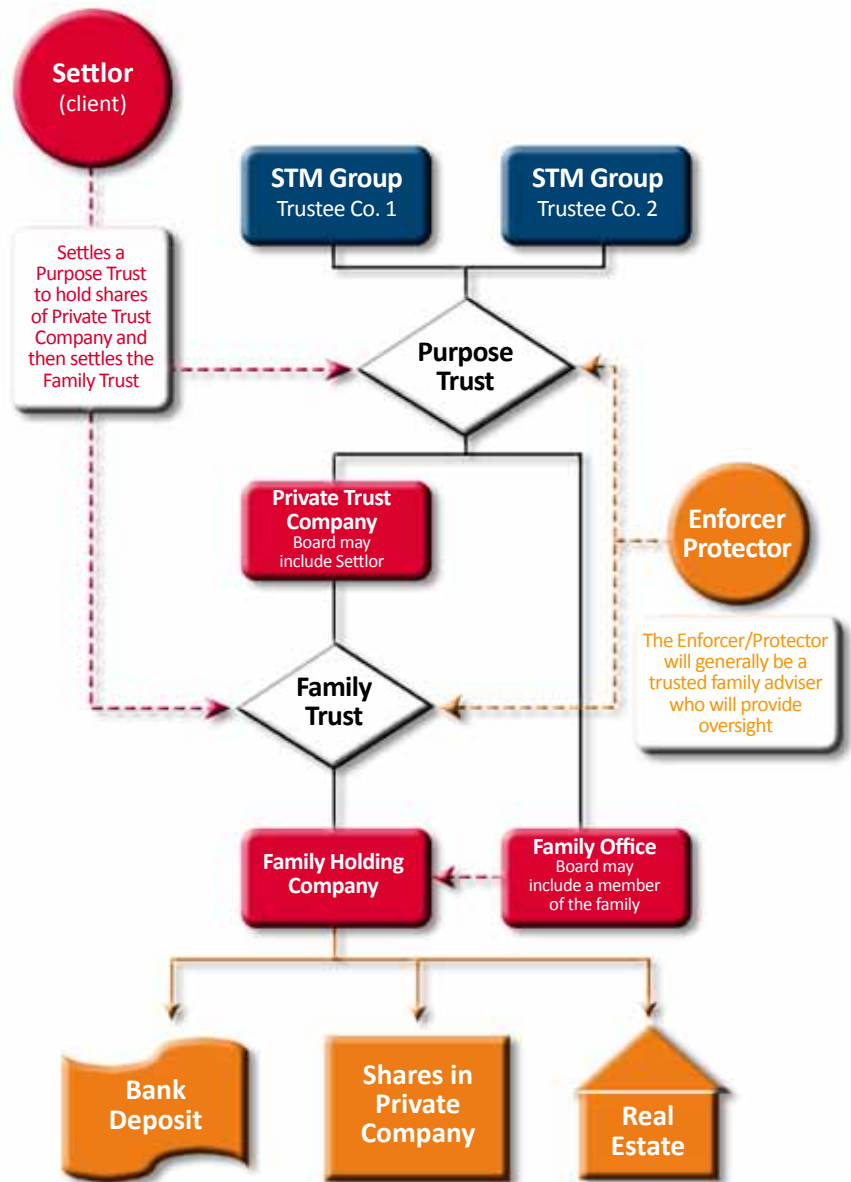 Settlor
(client)
STM Group
Trustee Co. 1
STM Group
Trustee Co. 2
Settles a
Purpose Trust
to hold shares
of Private Trust
Company and
then settles the
Family Trust
Purpose
Trust
Private Trust
Company
Board may
include Settlor
Enforcer
Protector
The Enforcer/Protector
will generally be a
trusted family adviser
who will provide
oversight
Family
Trust
Family Holding
Company
Family Office
Board may
include a member
of the family
Bank
Deposit
Shares in
Private
Company
Real
Estate